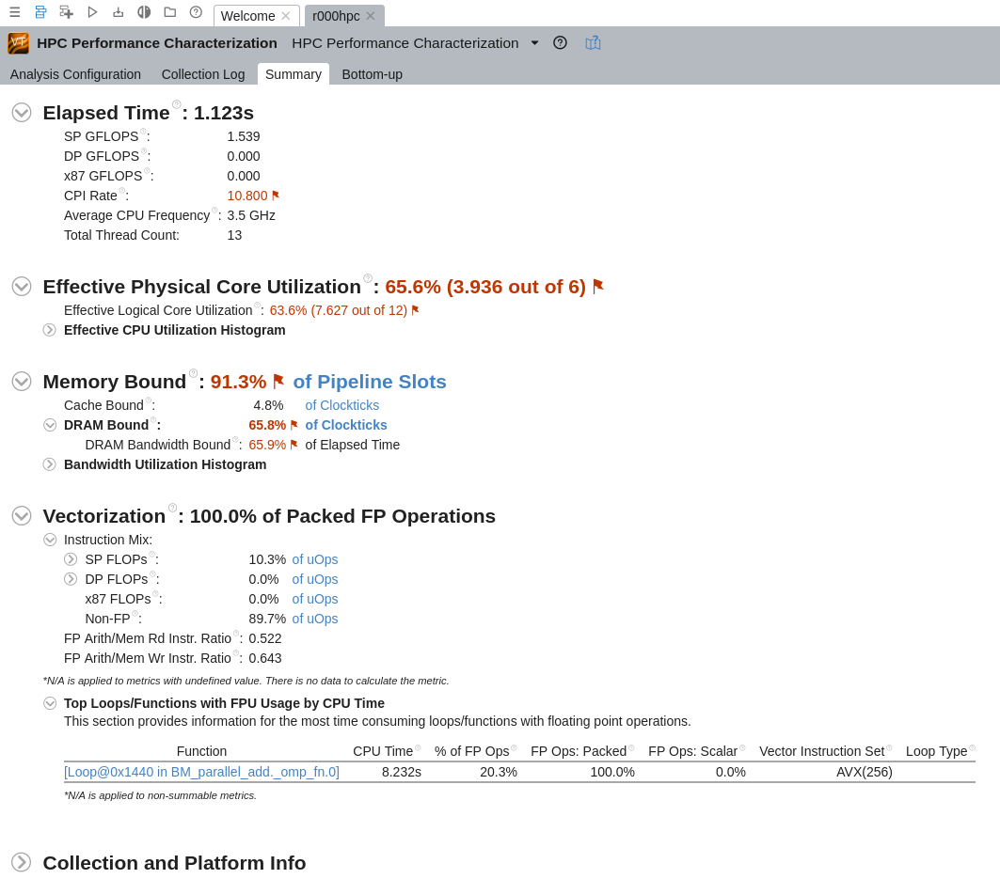 Welcome r000hpc
HPC Performance Characterization HPC Performance Characterization
Analysis Configuration Collection Log Summary Bottom-up
Elapsed Time: 1.123s
SP GFLOPS: 1.539
DP GFLOPS: 0.000
x87 GFLOPS: 0.000
CPI Rate: 10.800
Average CPU Frequency: 3.5 GHz
Total Thread Count: 13
Effective Physical Core Utilization: 65.6% (3.936 out of 6)
Effective Logical Core Utilization: 63.6% (7.627 out of 12)
Effective CPU Utilization Histogram
Memory Bound: 91.3% of Pipeline Slots
Cache Bound: 4.8% of Clockticks
DRAM Bound: 65.8% of Clockticks
DRAM Bandwidth Bound: 65.9% of Elapsed Time
Bandwidth Utilization Histogram
Vectorization: 100.0% of Packed FP Operations
Instruction Mix:
SP FLOPs: 10.3% of uOps
DP FLOPs: 0.0% of uOps
x87 FLOPs: 0.0% of uOps
Non-FP: 89.7% of uOps
FP Arith/Mem Rd Instr. Ratio: 0.522
FP Arith/Mem Wr Instr. Ratio: 0.643
*N/A is applied to metrics with undefined value. There is no data to calculate the metric.
Top Loops/Functions with FPU Usage by CPU Time
This section provides information for the most time consuming loops/functions with floating point operations.
Function CPU Time % of FP Ops FP Ops: Packed FP Ops: Scalar Vector Instruction Set Loop Type
[Loop@0x1440 in BM_parallel_add._omp_fn.0] 8.232s 20.3% 100.0% 0.0% AVX(256)
*N/A is applied to non-summable metrics.
Collection and Platform Info